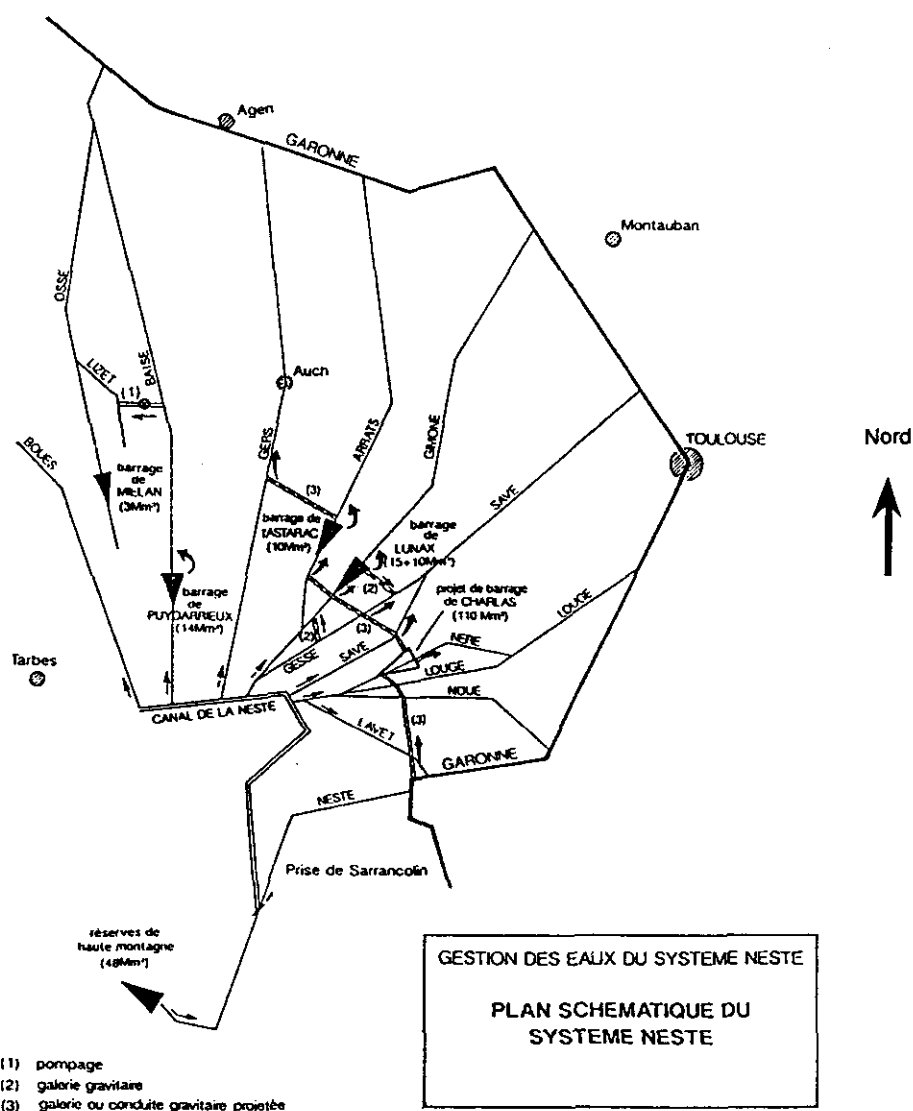 Agen
GARONNE
Montauban
OSSE
LIZET
(1)
BAISE
Auch
BOUES
GERS
ARRATS
GIMONE
SAVE
TOULOUSE
Nord
barrage
de
MIELAN
(3Mm³)
(3)
barrage de
l'ASTARAC
(10Mm³)
barrage
de
LUNAX
(15+10Mm³)
barrage
de
PUYDARRIEUX
(14Mm³)
(2)
projet de barrage
de CHARLAS
(110 Mm³)
(3)
(2)
GESSE
SAVE
NERE
LOUGE
LOUGE
NOUE
Tarbes
CANAL DE LA NESTE
LAVET
(3)
GARONNE
NESTE
Prise de Sarrancolin
réserves de
haute montagne
(48Mm³)
GESTION DES EAUX DU SYSTEME NESTE
PLAN SCHEMATIQUE DU
SYSTEME NESTE
(1) pompage
(2) galerie gravitaire
(3) galerie ou conduite gravitaire projetée